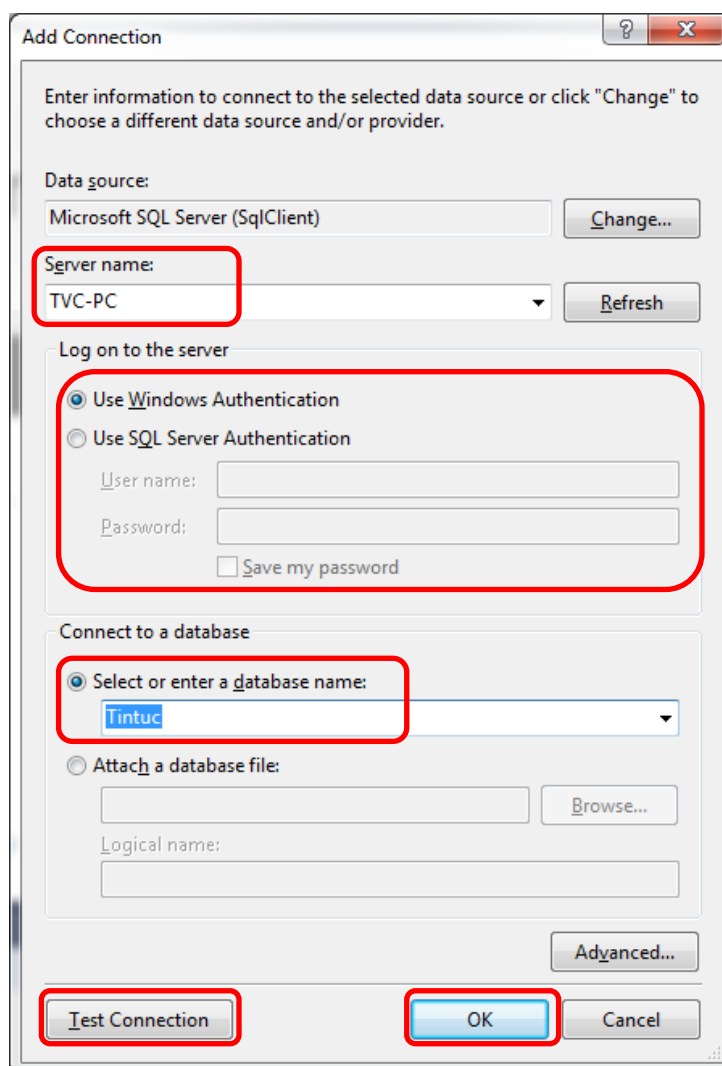 Add Connection
Enter information to connect to the selected data source or click "Change" to
choose a different data source and/or provider.
Data source:
Microsoft SQL Server (SqlClient)
Change...
Server name:
TVC-PC
Refresh
Log on to the server
Use Windows Authentication
Use SQL Server Authentication
User name:
Password:
Save my password
Connect to a database
Select or enter a database name:
Tintuc
Attach a database file:
Browse...
Logical name:
Advanced...
Test Connection
OK
Cancel